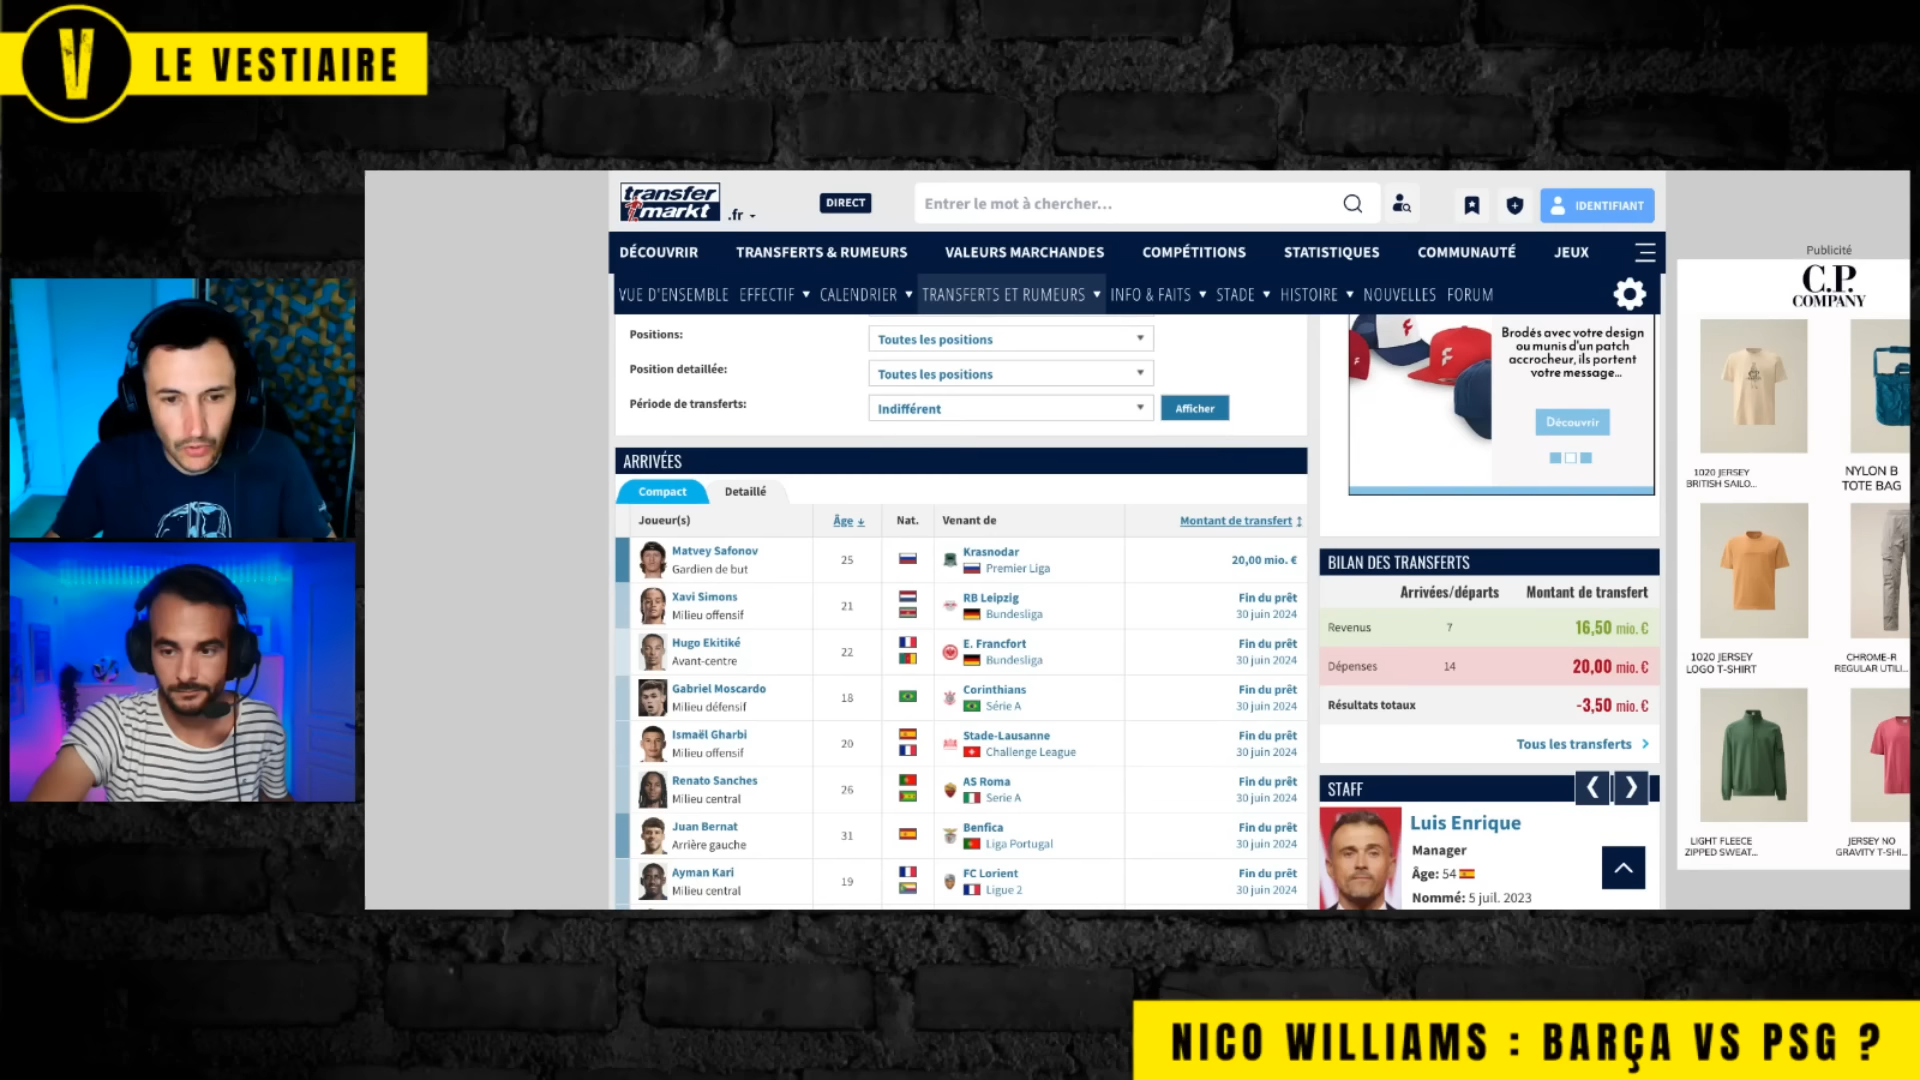 V
LE VESTIAIRE
transfer
markt
.fr
DIRECT
Entrer le mot à chercher...
IDENTIFIANT
DÉCOUVRIR TRANSFERTS & RUMEURS VALEURS MARCHANDES COMPÉTITIONS STATISTIQUES COMMUNAUTÉ JEUX
VUE D'ENSEMBLE EFFECTIF CALENDRIER TRANSFERTS ET RUMEURS INFO & FAITS STADE HISTOIRE NOUVELLES FORUM
Positions:
Toutes les positions
Position detaillée:
Toutes les positions
Période de transferts:
Indifférent
Afficher
ARRIVÉES
Compact
Detaillé
Joueur(s) Âge Nat. Venant de Montant de transfert
Matvey Safonov
Gardien de but
25
Krasnodar
Premier Liga
20,00 mio. €
Xavi Simons
Milieu offensif
21
RB Leipzig
Bundesliga
Fin du prêt
30 juin 2024
Hugo Ekitiké
Avant-centre
22
E. Francfort
Bundesliga
Fin du prêt
30 juin 2024
Gabriel Moscardo
Milieu défensif
18
Corinthians
Série A
Fin du prêt
30 juin 2024
Ismaël Gharbi
Milieu offensif
20
Stade-Lausanne
Challenge League
Fin du prêt
30 juin 2024
Renato Sanches
Milieu central
26
AS Roma
Serie A
Fin du prêt
30 juin 2024
Juan Bernat
Arrière gauche
31
Benfica
Liga Portugal
Fin du prêt
30 juin 2024
Ayman Kari
Milieu central
19
FC Lorient
Ligue 2
Fin du prêt
30 juin 2024
Brodés avec votre design
ou munis d'un patch
accrocheur, ils portent
votre message...
Découvrir
BILAN DES TRANSFERTS
Arrivées/départs Montant de transfert
Revenus 7 16,50 mio. €
Dépenses 14 20,00 mio. €
Résultats totaux -3,50 mio. €
Tous les transferts
STAFF
Luis Enrique
Manager
Âge: 54
Nommé: 5 juil. 2023
Publicité
C.P.
COMPANY
1020 JERSEY
BRITISH SAILO...
NYLON B
TOTE BAG
1020 JERSEY
LOGO T-SHIRT
CHROME-R
REGULAR UTILI...
LIGHT FLEECE
ZIPPED SWEAT...
JERSEY NO
GRAVITY T-SHI...
NICO WILLIAMS : BARÇA VS PSG ?